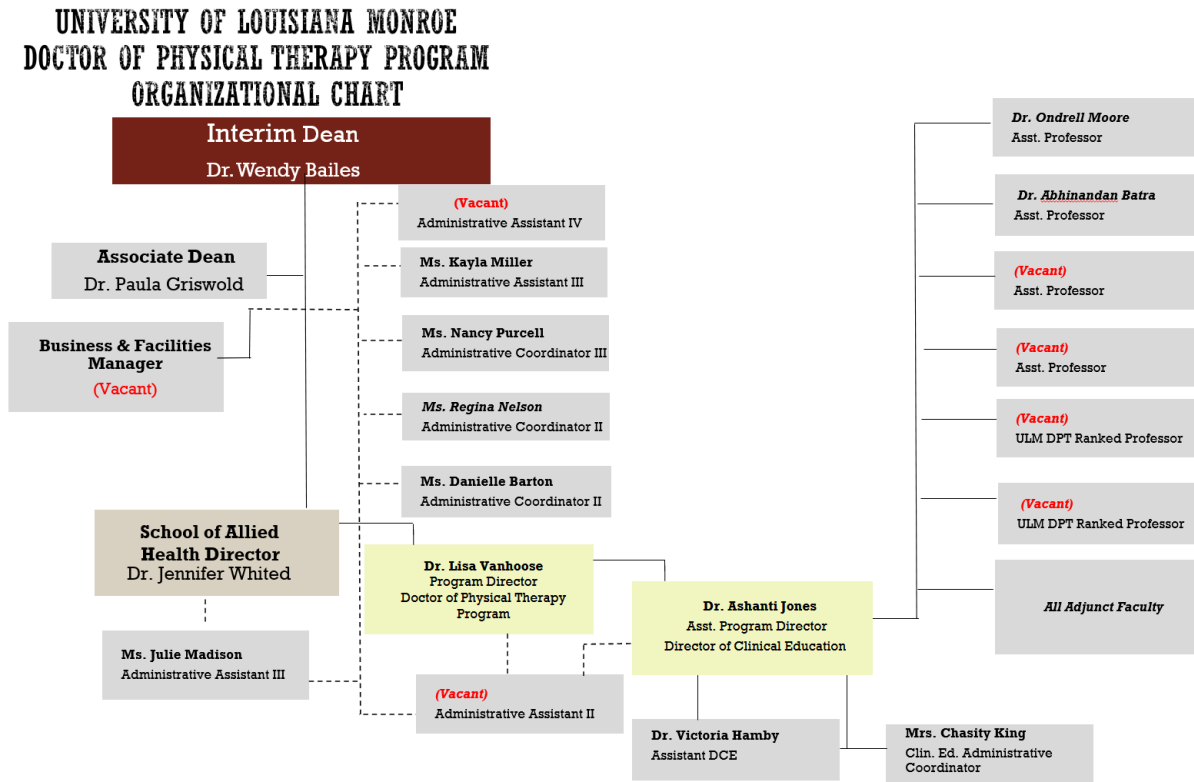 UNIVERSITY OF LOUISIANA MONROE
DOCTOR OF PHYSICAL THERAPY PROGRAM
ORGANIZATIONAL CHART
Interim Dean
Dr. Wendy Bailes
Associate Dean
Dr. Paula Griswold
Business & Facilities
Manager
(Vacant)
(Vacant)
Administrative Assistant IV
Ms. Kayla Miller
Administrative Assistant III
Ms. Nancy Purcell
Administrative Coordinator III
Ms. Regina Nelson
Administrative Coordinator II
Ms. Danielle Barton
Administrative Coordinator II
School of Allied
Health Director
Dr. Jennifer Whited
Ms. Julie Madison
Administrative Assistant III
Dr. Lisa Vanhoose
Program Director
Doctor of Physical Therapy
Program
(Vacant)
Administrative Assistant II
Dr. Ashanti Jones
Asst. Program Director
Director of Clinical Education
Dr. Victoria Hamby
Assistant DCE
Mrs. Chasity King
Clin. Ed. Administrative
Coordinator
Dr. Ondrell Moore
Asst. Professor
Dr. Abhinandan Batra
Asst. Professor
(Vacant)
Asst. Professor
(Vacant)
Asst. Professor
(Vacant)
ULM DPT Ranked Professor
(Vacant)
ULM DPT Ranked Professor
All Adjunct Faculty